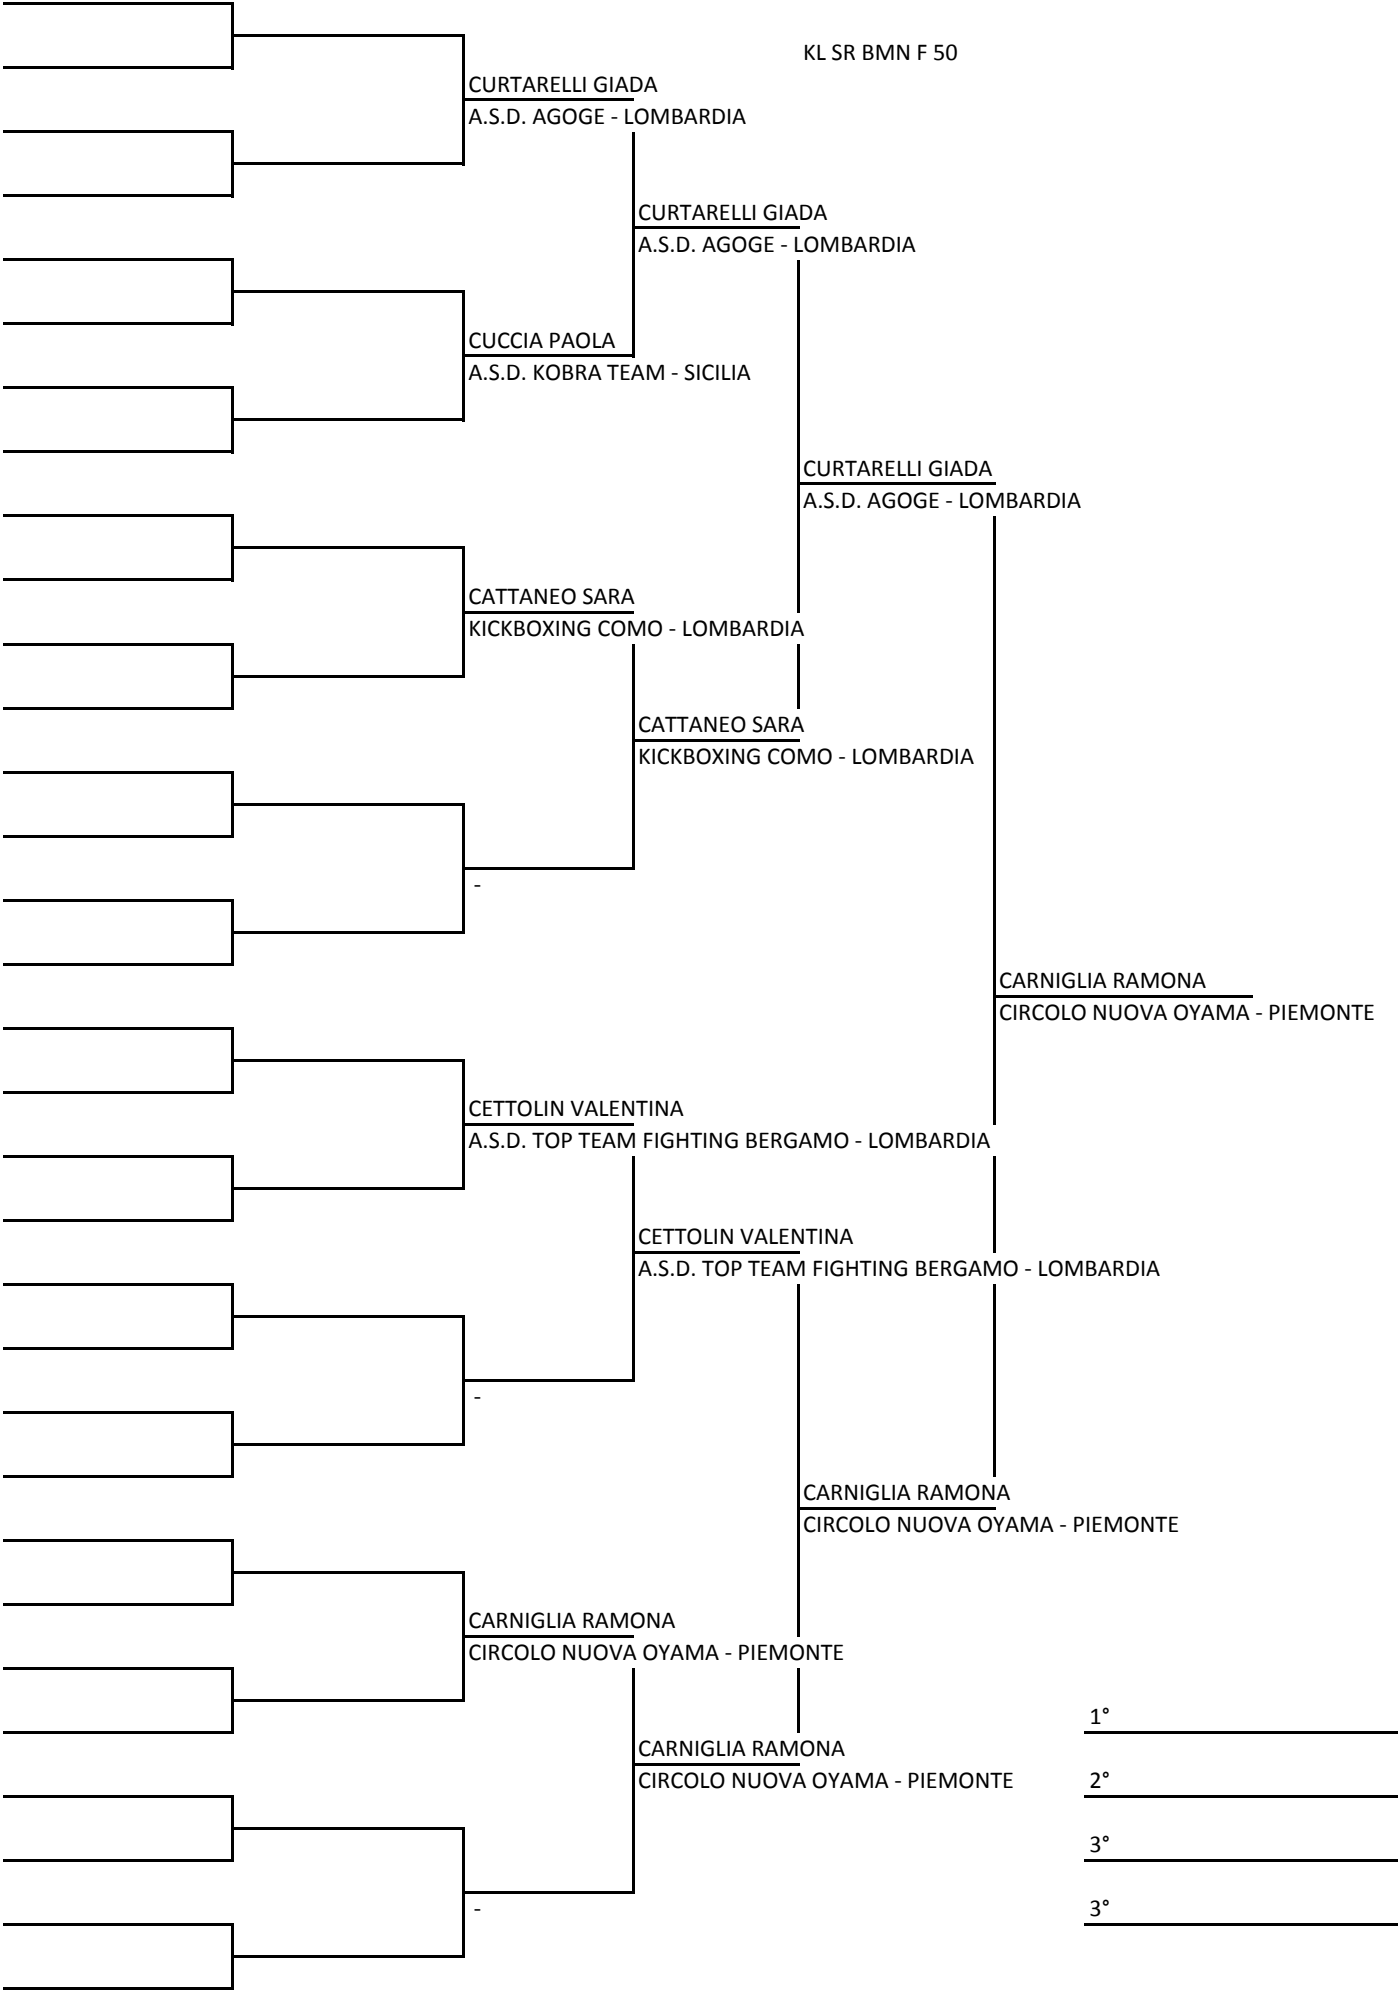 KL SR BMN F 50
CURTARELLI GIADA
A.S.D. AGOGE - LOMBARDIA
CURTARELLI GIADA
A.S.D. AGOGE - LOMBARDIA
CUCCIA PAOLA
A.S.D. KOBRA TEAM - SICILIA
CURTARELLI GIADA
A.S.D. AGOGE - LOMBARDIA
CATTANEO SARA
KICKBOXING COMO - LOMBARDIA
CATTANEO SARA
KICKBOXING COMO - LOMBARDIA
-
CARNIGLIA RAMONA
CIRCOLO NUOVA OYAMA - PIEMONTE
CETTOLIN VALENTINA
A.S.D. TOP TEAM FIGHTING BERGAMO - LOMBARDIA
CETTOLIN VALENTINA
A.S.D. TOP TEAM FIGHTING BERGAMO - LOMBARDIA
-
CARNIGLIA RAMONA
CIRCOLO NUOVA OYAMA - PIEMONTE
CARNIGLIA RAMONA
CIRCOLO NUOVA OYAMA - PIEMONTE
1°
CARNIGLIA RAMONA
CIRCOLO NUOVA OYAMA - PIEMONTE
2°
3°
-
3°